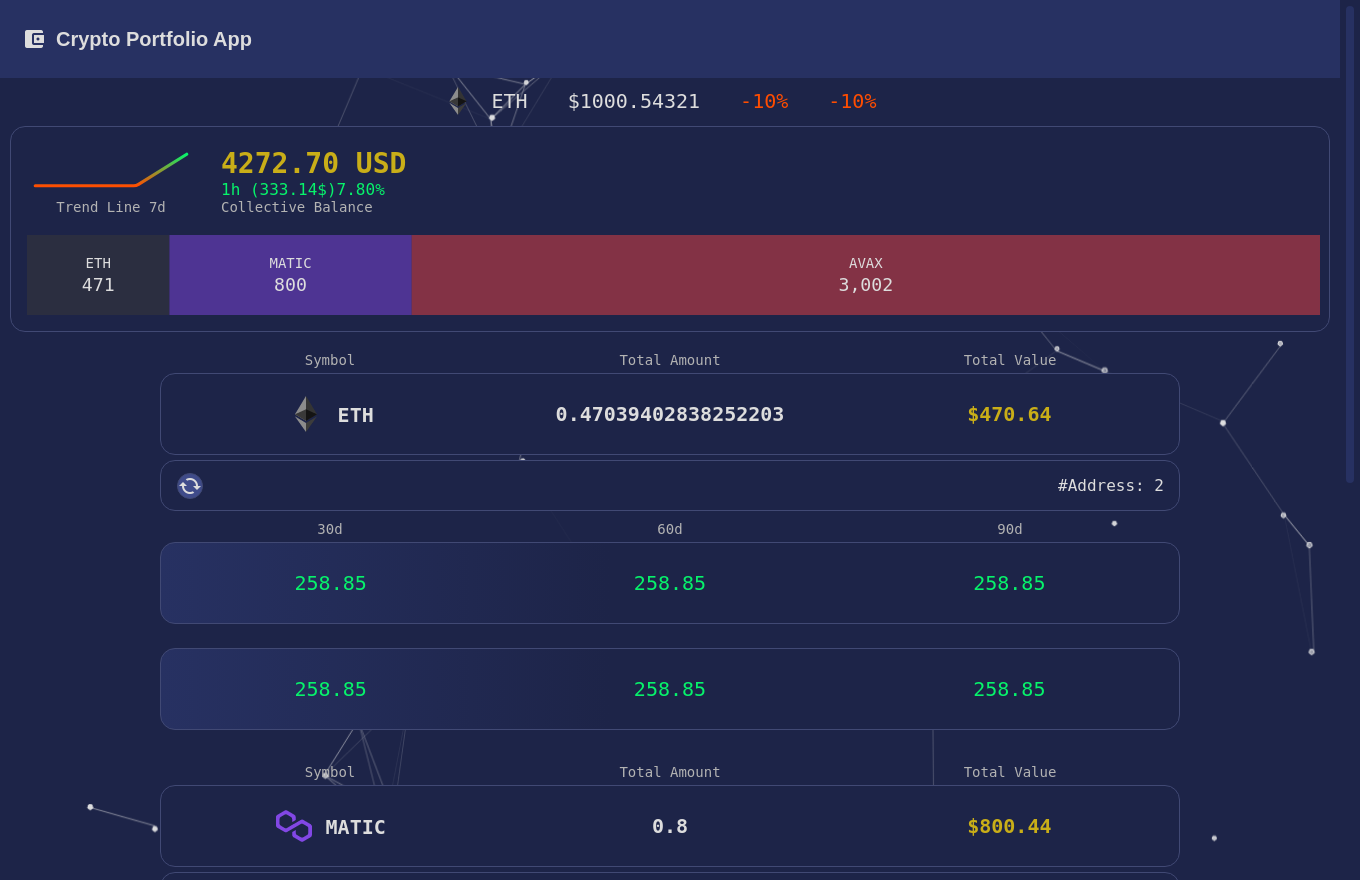 Crypto Portfolio App
ETH $1000.54321 -10% -10%
4272.70 USD
1h (333.14$)7.80%
Trend Line 7d Collective Balance
ETH MATIC AVAX
471 800 3,002
Symbol Total Amount Total Value
ETH 0.47039402838252203 $470.64
#Address: 2
30d 60d 90d
258.85 258.85 258.85
258.85 258.85 258.85
Symbol Total Amount Total Value
MATIC 0.8 $800.44